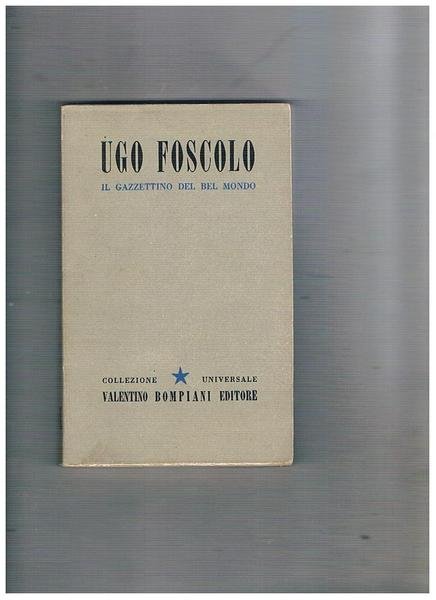 UGO FOSCOLO
IL GAZZETTINO DEL BEL MONDO
COLLEZIONE UNIVERSALE
VALENTINO BOMPIANI EDITORE